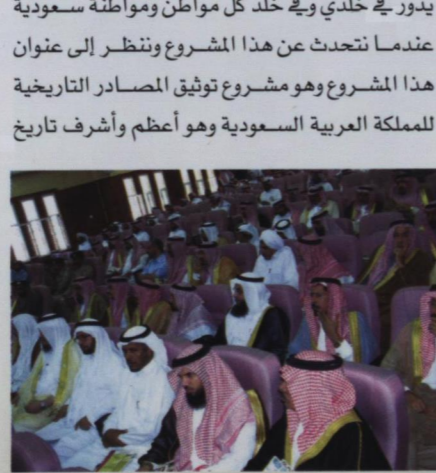 يدور في خلدي وفي خلد كل مواطن ومواطنة سعودية
عندما نتحدث عن هذا المشروع وننظر إلى عنوان
هذا المشروع وهو مشروع توثيق المصادر التاريخية
للمملكة العربية السعودية وهو أعظم وأشرف تاريخ